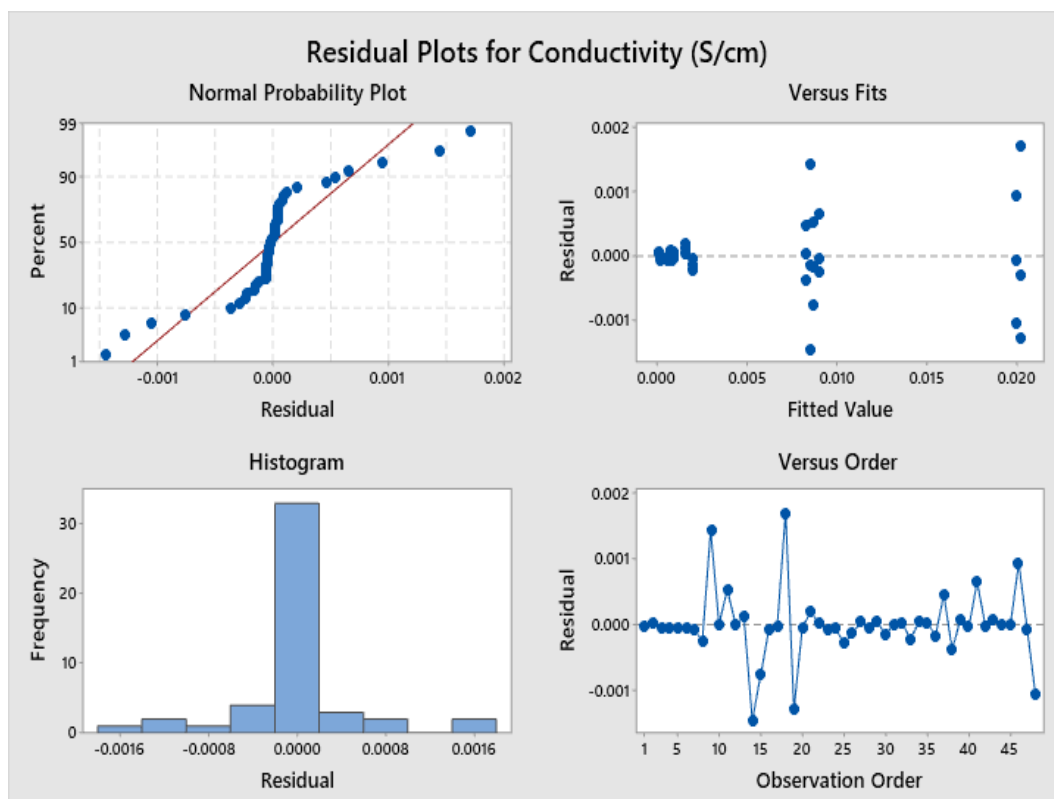 Residual Plots for Conductivity (S/cm)
Normal Probability Plot
99
90
50
10
1
Percent
-0.001 0.000 0.001 0.002
Residual
Versus Fits
0.002
0.001
0.000
-0.001
Residual
0.000 0.005 0.010 0.015 0.020
Fitted Value
Histogram
30
20
10
0
Frequency
-0.0016 -0.0008 0.0000 0.0008 0.0016
Residual
Versus Order
0.002
0.001
0.000
-0.001
Residual
1 5 10 15 20 25 30 35 40 45
Observation Order